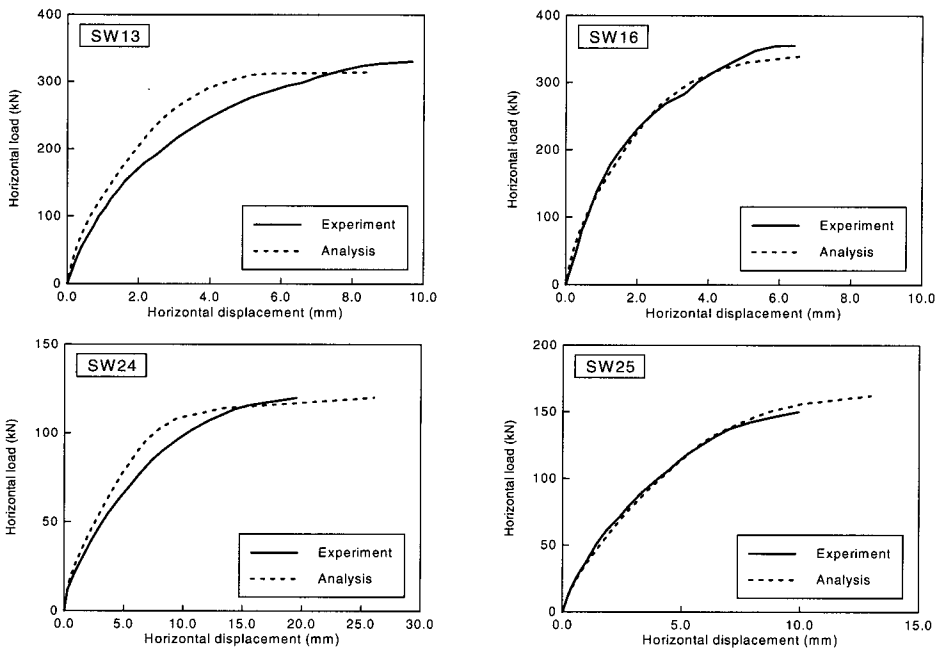 SW13
400
300
200
100
0
Horizontal load (kN)
Experiment
Analysis
0.0 2.0 4.0 6.0 8.0 10.0
Horizontal displacement (mm)
SW16
400
300
200
100
0
Horizontal load (kN)
Experiment
Analysis
0.0 2.0 4.0 6.0 8.0 10.0
Horizontal displacement (mm)
SW24
150
100
50
0
Horizontal load (kN)
Experiment
Analysis
0.0 5.0 10.0 15.0 20.0 25.0 30.0
Horizontal displacement (mm)
SW25
200
150
100
50
0
Horizontal load (kN)
Experiment
Analysis
0.0 5.0 10.0 15.0
Horizontal displacement (mm)